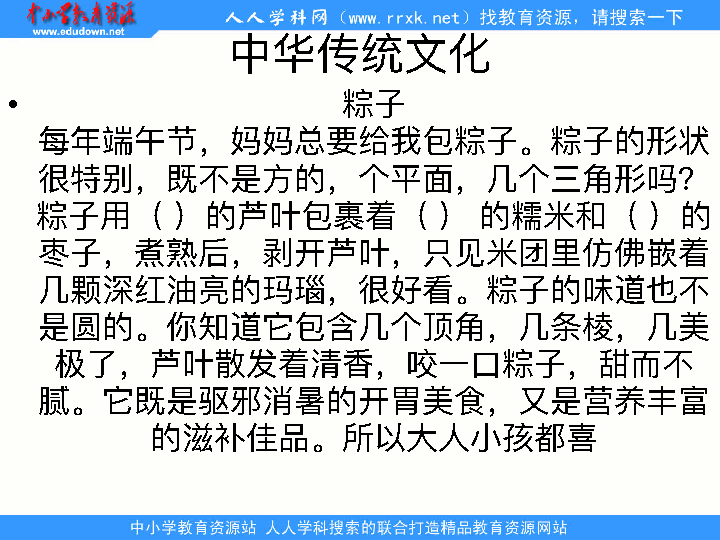 中小学教育资源
www.edudown.net
人人学科网（www.rrxk.net）找教育资源，请搜索一下
中华传统文化
• 粽子
每年端午节，妈妈总要给我包粽子。粽子的形状
很特别，既不是方的，个平面，几个三角形吗？
粽子用（ ）的芦叶包裹着（ ） 的糯米和（ ）的
枣子，煮熟后，剥开芦叶，只见米团里仿佛嵌着
几颗深红油亮的玛瑙，很好看。粽子的味道也不
是圆的。你知道它包含几个顶角，几条棱，几美
极了，芦叶散发着清香，咬一口粽子，甜而不
腻。它既是驱邪消暑的开胃美食，又是营养丰富
的滋补佳品。所以大人小孩都喜
中小学教育资源站 人人学科搜索的联合打造精品教育资源网站